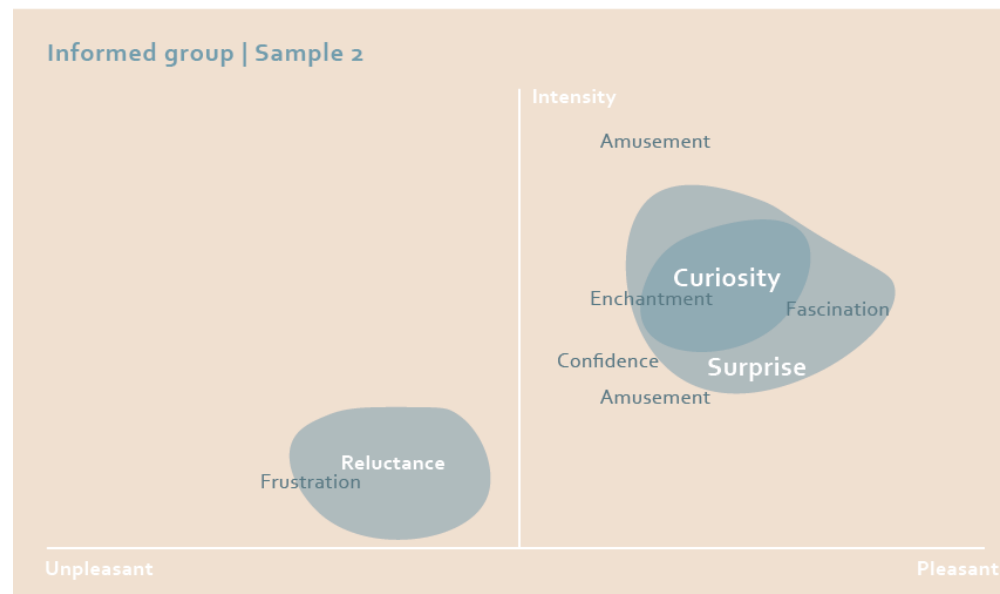 Informed group | Sample 2
Intensity
Amusement
Curiosity
Enchantment
Fascination
Confidence
Surprise
Amusement
Reluctance
Frustration
Unpleasant
Pleasant